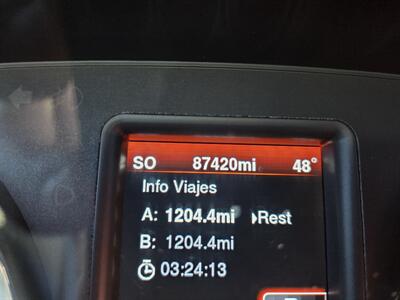 SO 87420mi 48°
Info Viajes
A: 1204.4mi Rest
B: 1204.4mi
03:24:13